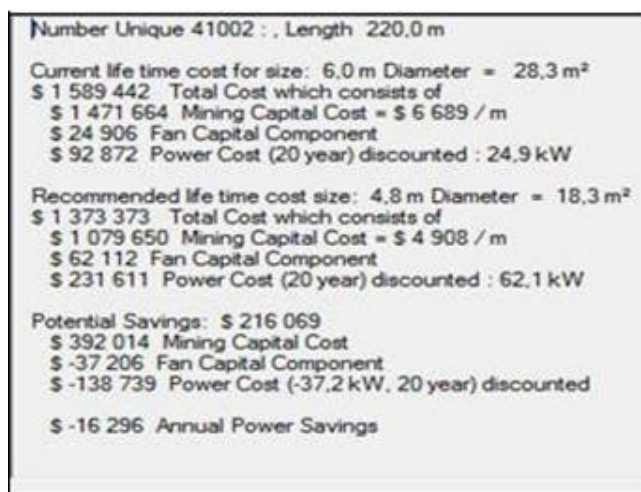 Number Unique 41002 : , Length 220,0 m
Current life time cost for size: 6,0 m Diameter = 28,3 m²
$ 1 589 442 Total Cost which consists of
$ 1 471 664 Mining Capital Cost = $ 6 689 / m
$ 24 906 Fan Capital Component
$ 92 872 Power Cost (20 year) discounted : 24,9 kW
Recommended life time cost size: 4,8 m Diameter = 18,3 m²
$ 1 373 373 Total Cost which consists of
$ 1 079 650 Mining Capital Cost = $ 4 908 / m
$ 62 112 Fan Capital Component
$ 231 611 Power Cost (20 year) discounted : 62,1 kW
Potential Savings: $ 216 069
$ 392 014 Mining Capital Cost
$ -37 206 Fan Capital Component
$ -138 739 Power Cost (-37,2 kW, 20 year) discounted
$ -16 296 Annual Power Savings